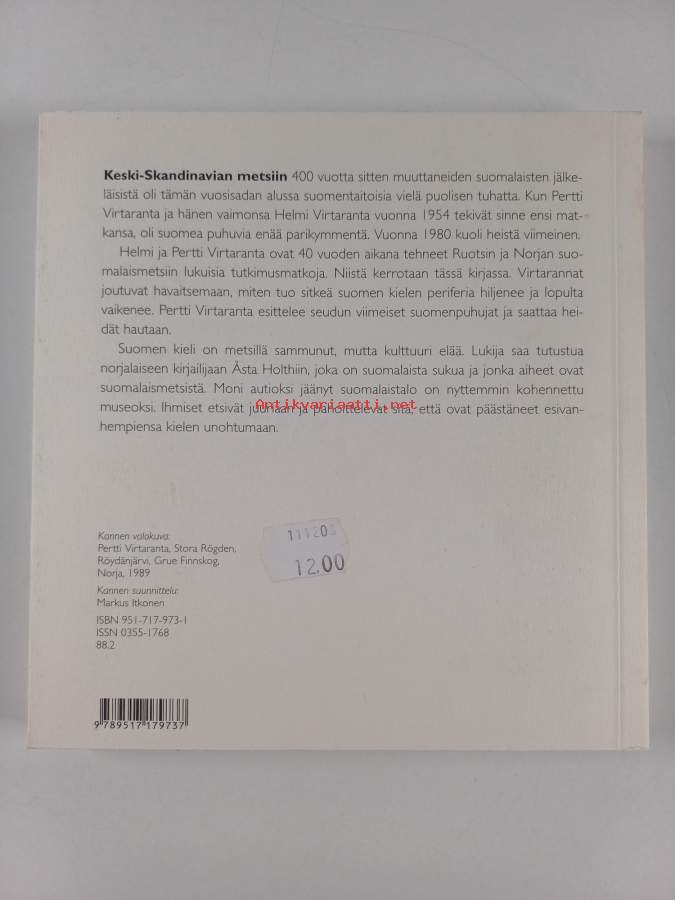 Keski-Skandinavian metsiin 400 vuotta sitten muuttaneiden suomalaisten jälke-
läisistä oli tämän vuosisadan alussa suomentaitoisia vielä puolisen tuhatta. Kun Pertti
Virtaranta ja hänen vaimonsa Helmi Virtaranta vuonna 1954 tekivät sinne ensi mat-
kansa, oli suomea puhuvia enää parikymmentä. Vuonna 1980 kuoli heistä viimeinen.
Helmi ja Pertti Virtaranta ovat 40 vuoden aikana tehneet Ruotsin ja Norjan suo-
malaismetsiin lukuisia tutkimusmatkoja. Niistä kerrotaan tässä kirjassa. Virtarannat
joutuvat havaitsemaan, miten tuo sitkeä suomen kielen periferia hiljenee ja lopulta
vaikenee. Pertti Virtaranta esittelee seudun viimeiset suomenpuhujat ja saattaa hei-
dät hautaan.
Suomen kieli on metsillä sammunut, mutta kulttuuri elää. Lukija saa tutustua
norjalaiseen kirjailijaan Åsta Holthiin, joka on suomalaista sukua ja jonka aiheet ovat
suomalaismetsistä. Moni autioksi jäänyt suomalaistalo on nyttemmin kohennettu
museoksi. Ihmiset etsivät juuriaan ja pahoittelevat sitä, että ovat päästäneet esivan-
hempiensa kielen unohtumaan.
Antikvariaatti.net
Kannen valokuva:
Pertti Virtaranta, Stora Rögden,
Röydänjärvi, Grue Finnskog,
Norja, 1989
Kannen suunnittelu:
Markus Itkonen
ISBN 951-717-973-1
ISSN 0355-1768
88.2
111203
12.00
9 789517 179737